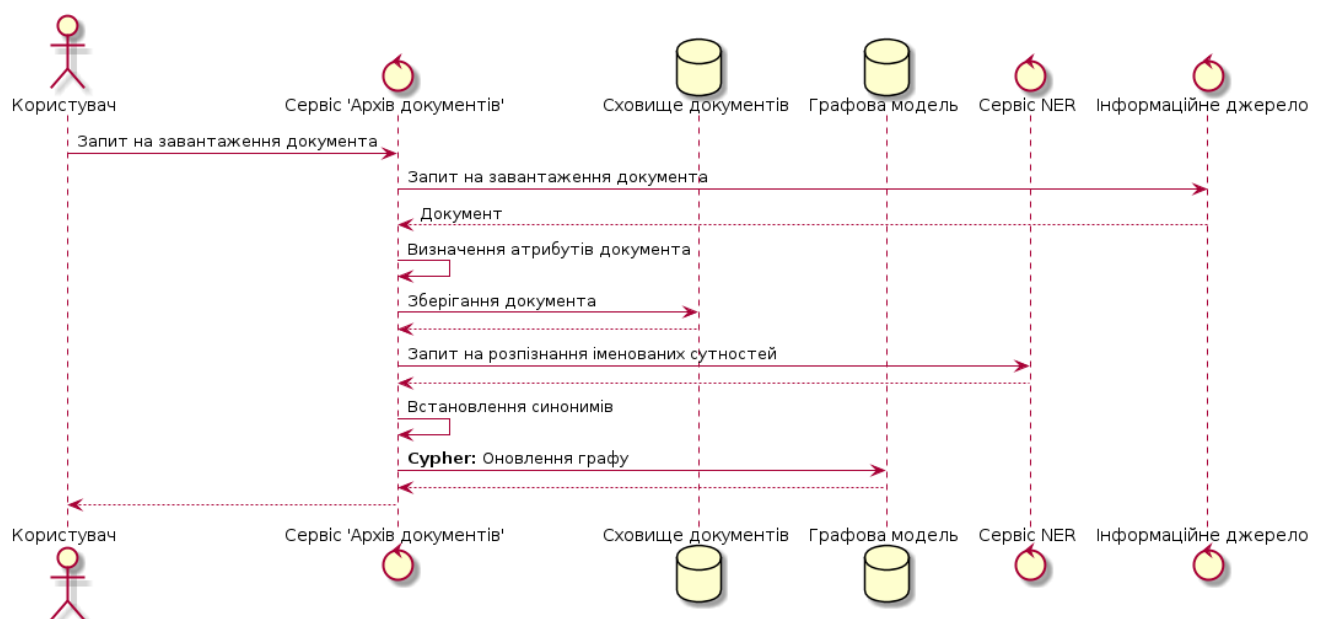 Користувач
Сервіс 'Архів документів'
Сховище документів
Графова модель
Сервіс NER
Інформаційне джерело
Запит на завантаження документа
Запит на завантаження документа
Документ
Визначення атрибутів документа
Зберігання документа
Запит на розпізнання іменованих сутностей
Встановлення синонимів
Cypher: Оновлення графу
Користувач
Сервіс 'Архів документів'
Сховище документів
Графова модель
Сервіс NER
Інформаційне джерело